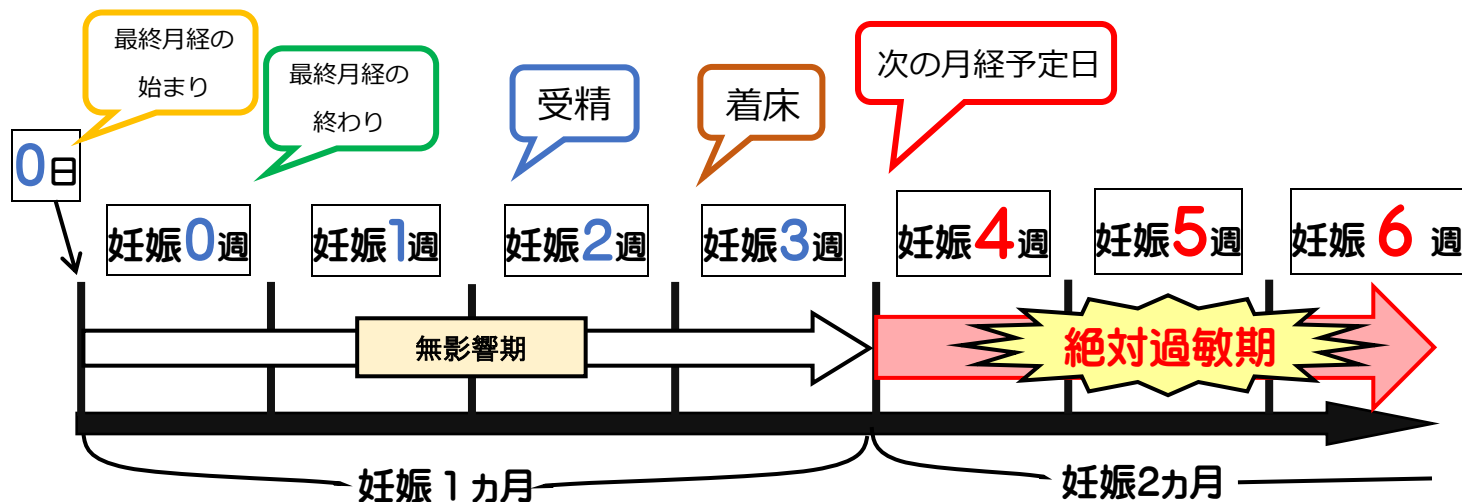 最終月経の
始まり
最終月経の
終わり
受精
着床
次の月経予定日
0日
妊娠0週
妊娠1週
妊娠2週
妊娠3週
妊娠4週
妊娠5週
妊娠 6 週
無影響期
絶対過敏期
妊娠1ヵ月
妊娠2ヵ月